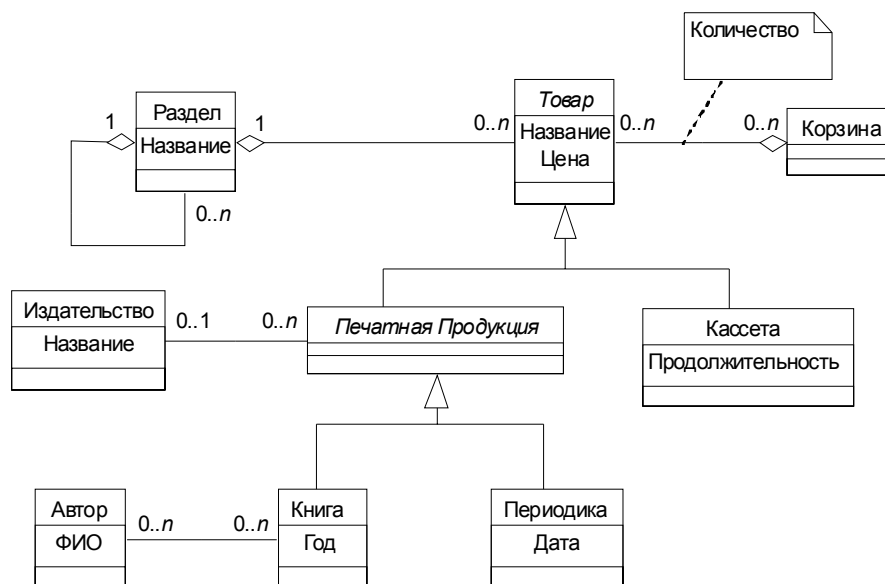 Количество
Товар
Раздел
1
1
0..n
Название
0..n
0..n
Корзина
Название
Цена
0..n
Издательство
0..1
0..n
Печатная Продукция
Кассета
Название
Продолжительность
Автор
0..n
0..n
Книга
Периодика
ФИО
Год
Дата